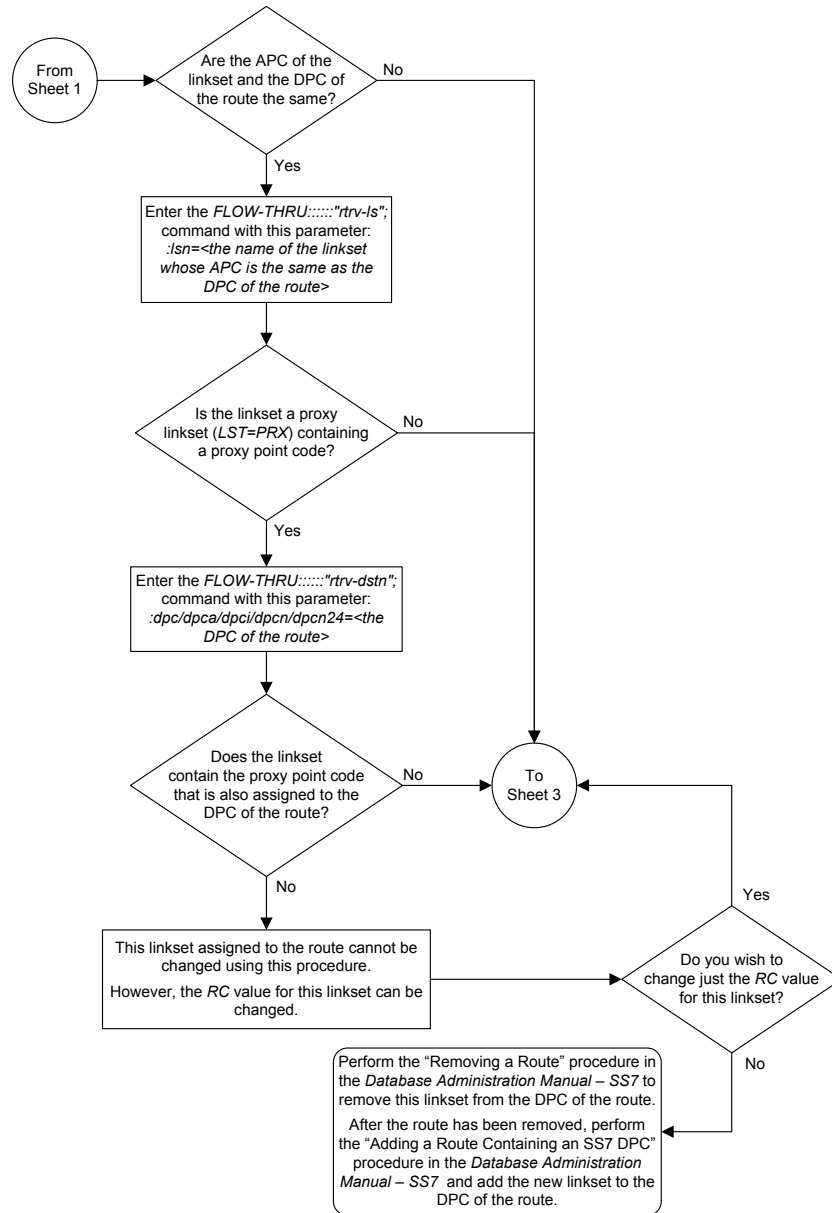 From
Sheet 1
Are the APC of the
linkset and the DPC of
the route the same?
No
Yes
Enter the FLOW-THRU::::::"rtrv-ls";
command with this parameter:
:lsn=<the name of the linkset
whose APC is the same as the
DPC of the route>
Is the linkset a proxy
linkset (LST=PRX) containing
a proxy point code?
No
Yes
Enter the FLOW-THRU::::::"rtrv-dstn";
command with this parameter:
:dpc/dpca/dpci/dpcn/dpcn24=<the
DPC of the route>
Does the linkset
contain the proxy point code
that is also assigned to the
DPC of the route?
No
To
Sheet 3
No
Yes
This linkset assigned to the route cannot be
changed using this procedure.
However, the RC value for this linkset can be
changed.
Do you wish to
change just the RC value
for this linkset?
No
Perform the “Removing a Route” procedure in
the Database Administration Manual – SS7 to
remove this linkset from the DPC of the route.
After the route has been removed, perform
the “Adding a Route Containing an SS7 DPC”
procedure in the Database Administration
Manual – SS7 and add the new linkset to the
DPC of the route.